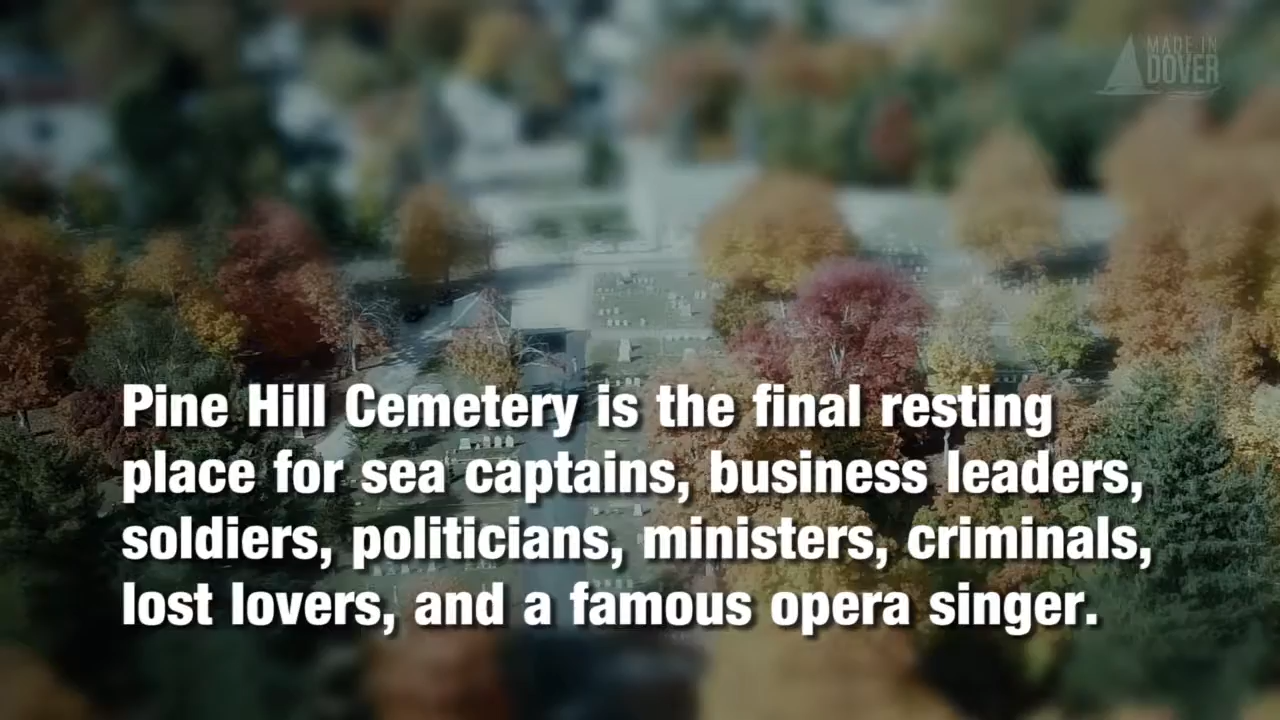 MADE IN
DOVER
Pine Hill Cemetery is the final resting
place for sea captains, business leaders,
soldiers, politicians, ministers, criminals,
lost lovers, and a famous opera singer.